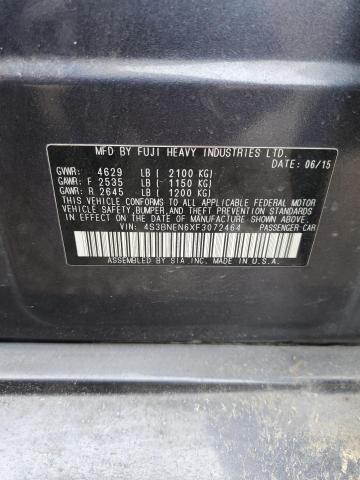 MFD BY FUJI HEAVY INDUSTRIES LTD.
DATE: 06/15
GVWR: 4629 LB ( 2100 KG)
GAWR: F 2535 LB ( 1150 KG)
GAWR: R 2645 LB ( 1200 KG)
THIS VEHICLE CONFORMS TO ALL APPLICABLE FEDERAL MOTOR
VEHICLE SAFETY, BUMPER, AND THEFT PREVENTION STANDARDS
IN EFFECT ON THE DATE OF MANUFACTURE SHOWN ABOVE.
VIN: 4S3BNEN6XF3072464 PASSENGER CAR
ASSEMBLED BY SIA, INC. MADE IN U.S.A.